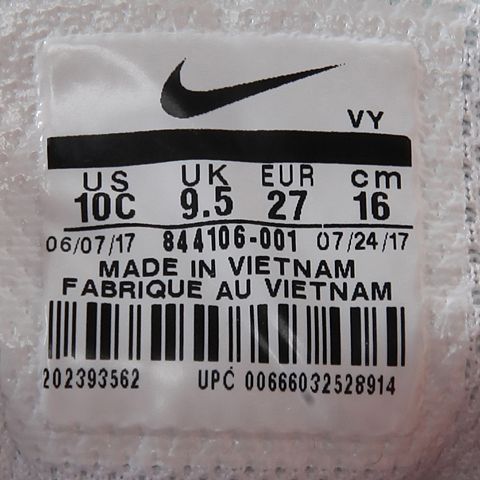 VY
US UK EUR cm
10C 9.5 27 16
06/07/17 844106-001 07/24/17
MADE IN VIETNAM
FABRIQUE AU VIETNAM
202393562 UPC 00666032528914